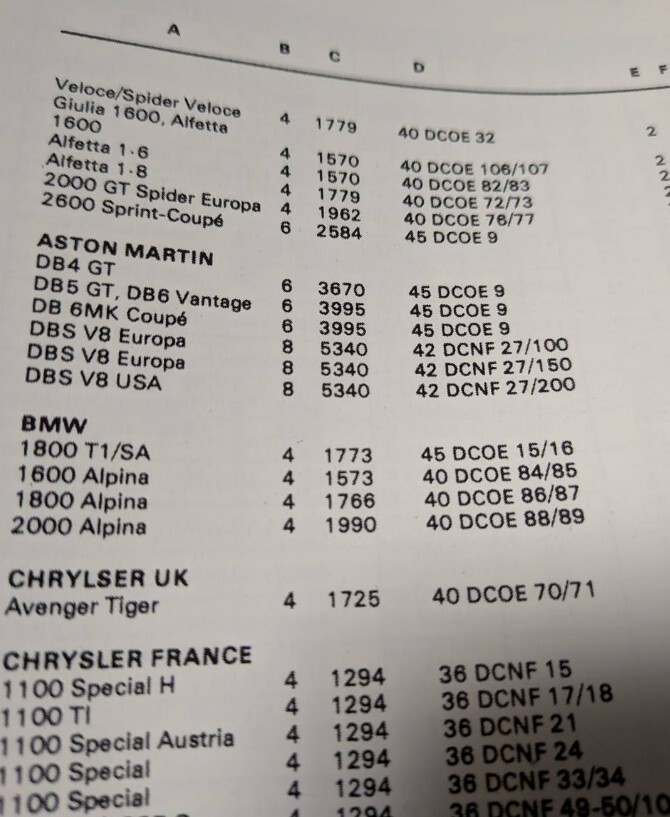 A B C D E F
Veloce/Spider Veloce 4 1779 40 DCOE 32 2
Giulia 1600, Alfetta
1600 4 1570 40 DCOE 106/107 2
Alfetta 1·6 4 1570 40 DCOE 82/83 2
Alfetta 1·8 4 1779 40 DCOE 72/73
2000 GT Spider Europa 4 1962 40 DCOE 76/77
2600 Sprint-Coupé 6 2584 45 DCOE 9
ASTON MARTIN
DB4 GT 6 3670 45 DCOE 9
DB5 GT, DB6 Vantage 6 3995 45 DCOE 9
DB 6MK Coupé 6 3995 45 DCOE 9
DBS V8 Europa 8 5340 42 DCNF 27/100
DBS V8 Europa 8 5340 42 DCNF 27/150
DBS V8 USA 8 5340 42 DCNF 27/200
BMW
1800 T1/SA 4 1773 45 DCOE 15/16
1600 Alpina 4 1573 40 DCOE 84/85
1800 Alpina 4 1766 40 DCOE 86/87
2000 Alpina 4 1990 40 DCOE 88/89
CHRYLSER UK
Avenger Tiger 4 1725 40 DCOE 70/71
CHRYSLER FRANCE
1100 Special H 4 1294 36 DCNF 15
1100 TI 4 1294 36 DCNF 17/18
1100 Special Austria 4 1294 36 DCNF 21
1100 Special 4 1294 36 DCNF 24
1100 Special 4 1294 36 DCNF 33/34
4 1294 36 DCNF 49-50/10